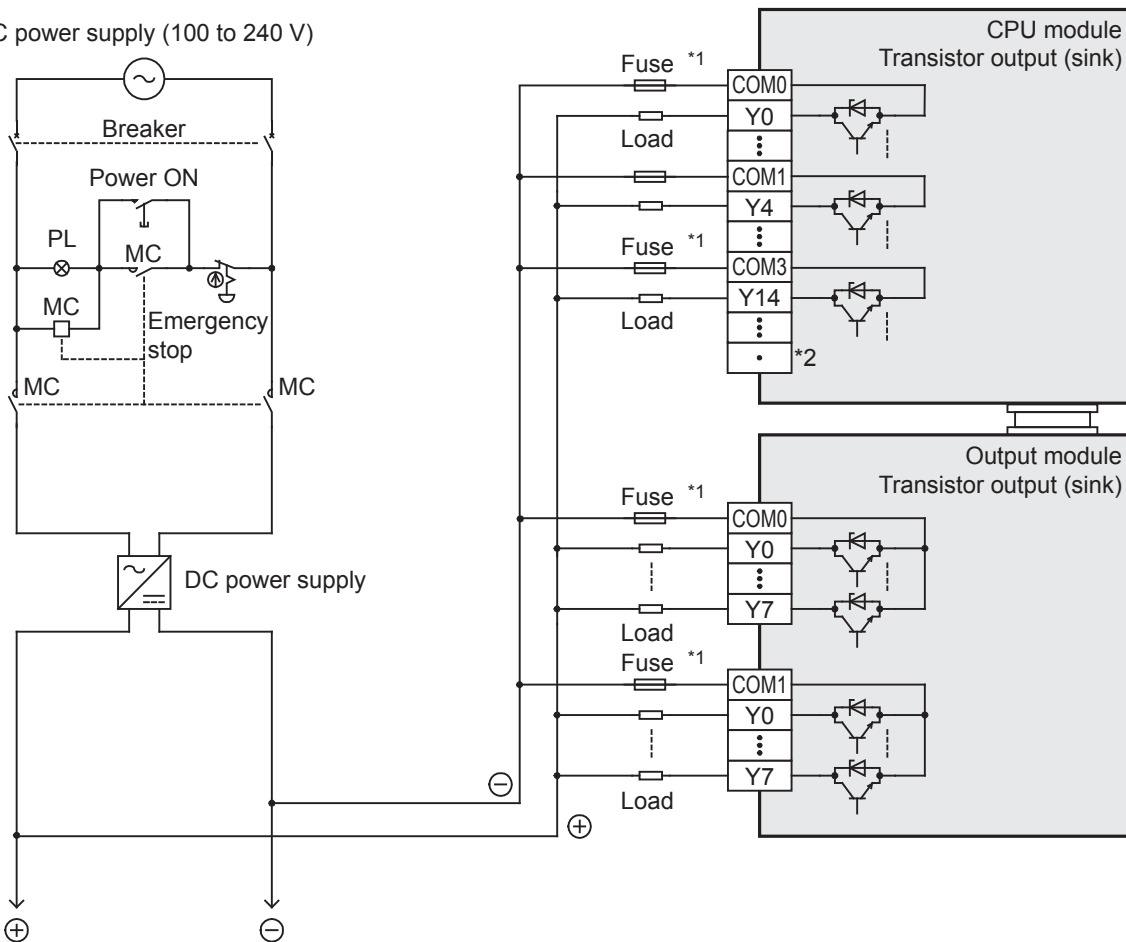 C power supply (100 to 240 V)
Breaker
Power ON
PL
MC
MC
Emergency
stop
MC
MC
DC power supply
CPU module
Transistor output (sink)
Fuse *1
COM0
Y0
Load
COM1
Y4
Fuse *1
COM3
Y14
Load
*2
Output module
Transistor output (sink)
Fuse *1
COM0
Y0
Y7
Load
Fuse *1
COM1
Y0
Y7
Load
⊖
⊕
⊕
⊖